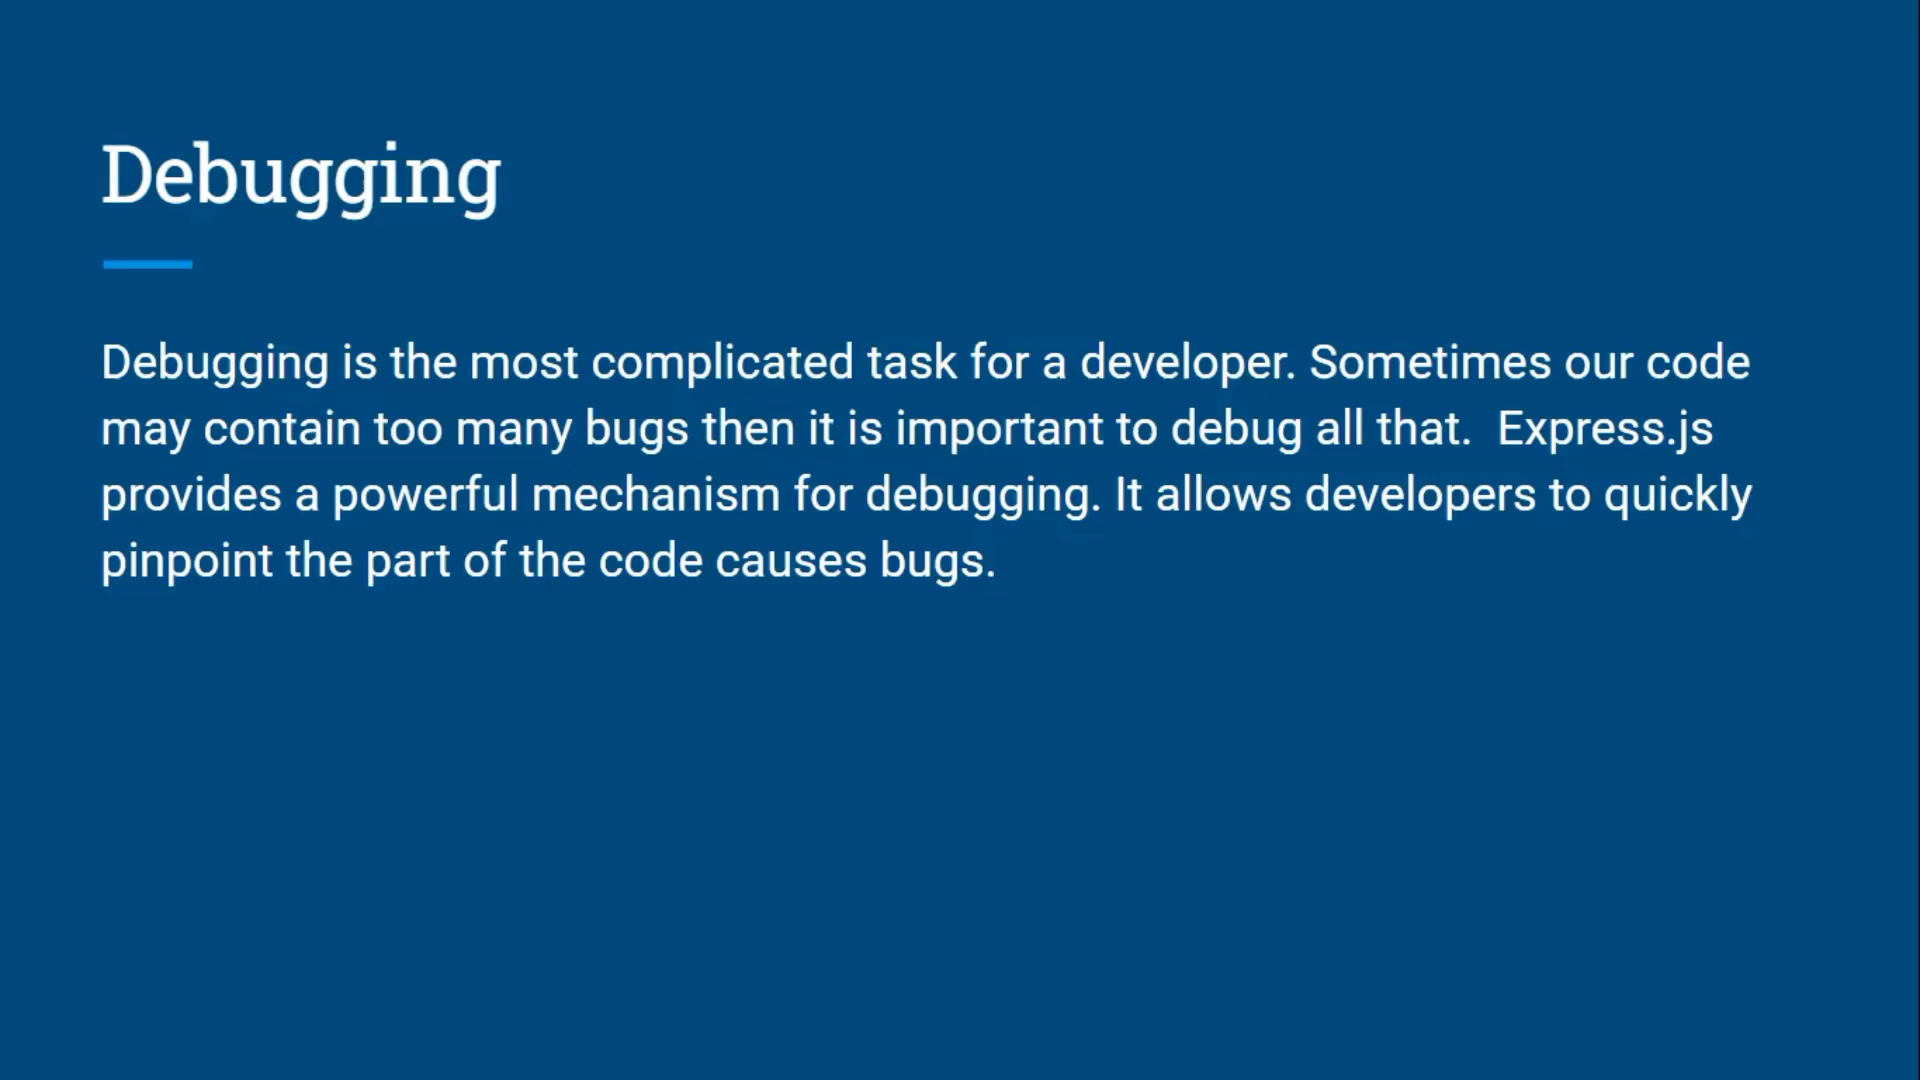 Debugging
Debugging is the most complicated task for a developer. Sometimes our code
may contain too many bugs then it is important to debug all that.  Express.js
provides a powerful mechanism for debugging. It allows developers to quickly
pinpoint the part of the code causes bugs.